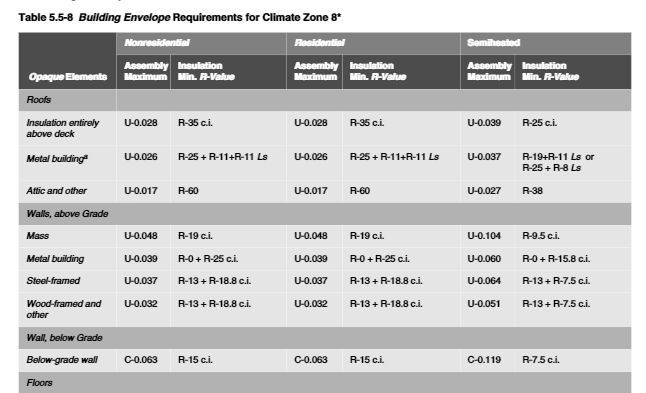 Table 5.5-8 Building Envelope Requirements for Climate Zone 8*
Nonresidential Residential Semiheated
Opaque Elements Assembly Maximum Insulation Min. R-Value Assembly Maximum Insulation Min. R-Value Assembly Maximum Insulation Min. R-Value
Roofs
Insulation entirely above deck U-0.028 R-35 c.i. U-0.028 R-35 c.i. U-0.039 R-25 c.i.
Metal building^a U-0.026 R-25 + R-11+R-11 Ls U-0.026 R-25 + R-11+R-11 Ls U-0.037 R-19+R-11 Ls or R-25 + R-8 Ls
Attic and other U-0.017 R-60 U-0.017 R-60 U-0.027 R-38
Walls, above Grade
Mass U-0.048 R-19 c.i. U-0.048 R-19 c.i. U-0.104 R-9.5 c.i.
Metal building U-0.039 R-0 + R-25 c.i. U-0.039 R-0 + R-25 c.i. U-0.060 R-0 + R-15.8 c.i.
Steel-framed U-0.037 R-13 + R-18.8 c.i. U-0.037 R-13 + R-18.8 c.i. U-0.064 R-13 + R-7.5 c.i.
Wood-framed and other U-0.032 R-13 + R-18.8 c.i. U-0.032 R-13 + R-18.8 c.i. U-0.051 R-13 + R-7.5 c.i.
Wall, below Grade
Below-grade wall C-0.063 R-15 c.i. C-0.063 R-15 c.i. C-0.119 R-7.5 c.i.
Floors